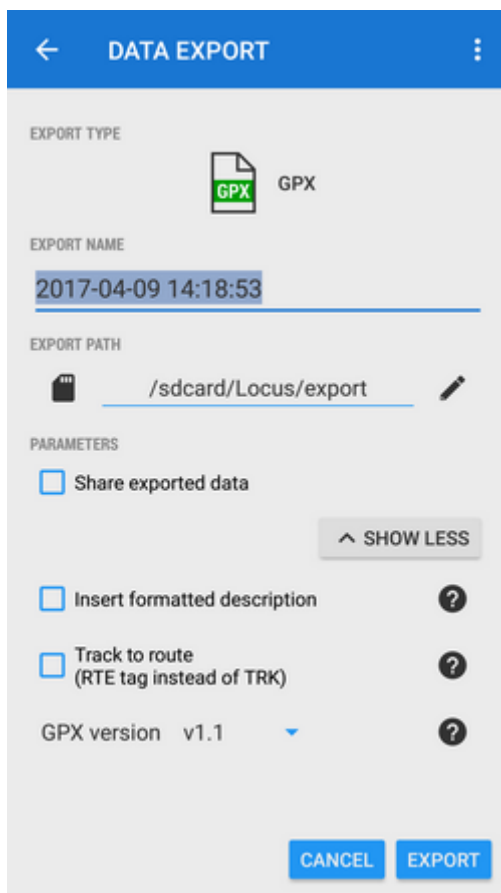 DATA EXPORT
EXPORT TYPE
GPX
GPX
EXPORT NAME
2017-04-09 14:18:53
EXPORT PATH
/sdcard/Locus/export
PARAMETERS
Share exported data
SHOW LESS
Insert formatted description
Track to route
(RTE tag instead of TRK)
GPX version v1.1
CANCEL EXPORT